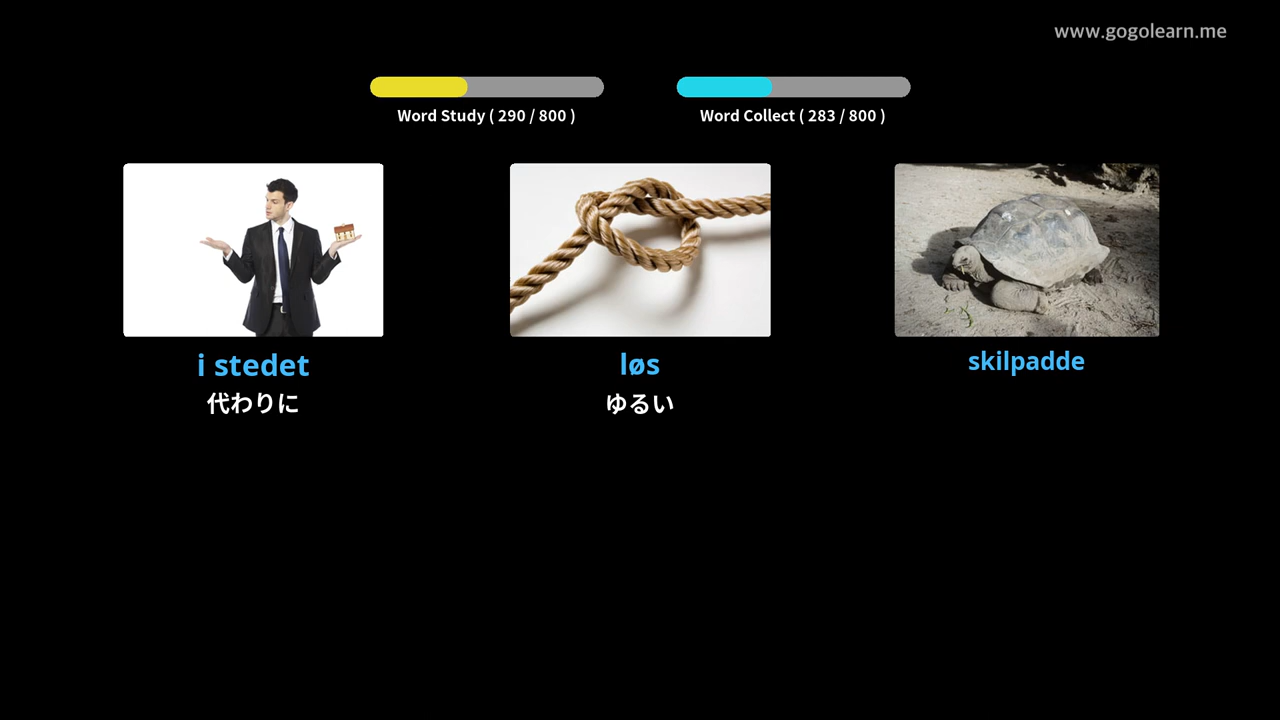 www.gogolearn.me
Word Study ( 290 / 800 )
Word Collect ( 283 / 800 )
i stedet
代わりに
løs
ゆるい
skilpadde